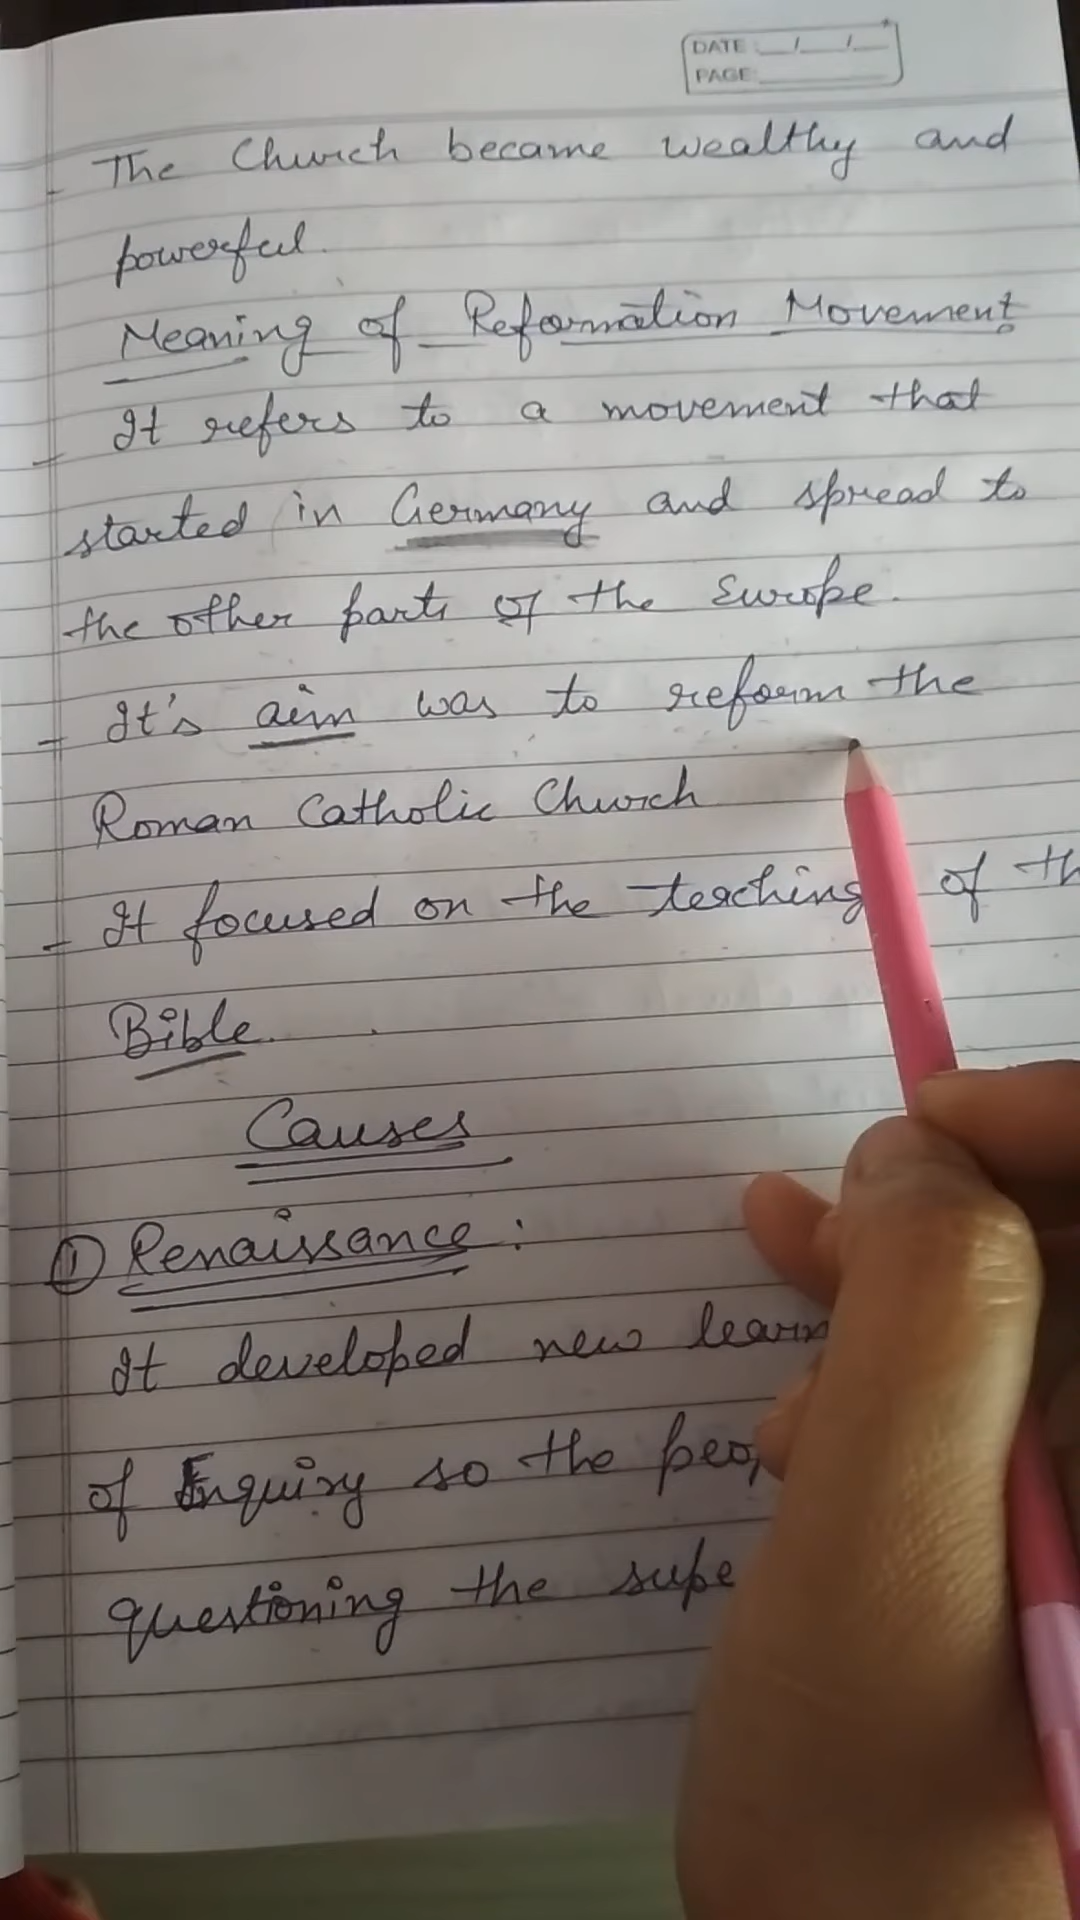 DATE: __/__/__
PAGE:
- The Church became wealthy and
powerful.
Meaning of Reformation Movement
- It refers to a movement that
started in Germany and spread to
the other parts of the Europe.
- It's aim was to reform the
Roman Catholic Church
- It focused on the teaching of
Bible.
Causes
① Renaissance :
It developed new
of Enquiry so the
questioning the